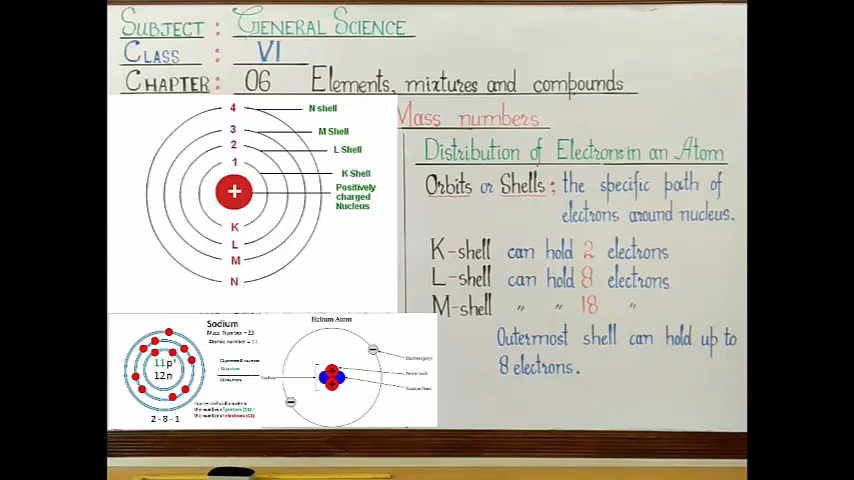 SUBJECT : GENERAL SCIENCE
CLASS : VI
CHAPTER : 06 Elements, mixtures and compounds
Mass numbers
Distribution of Electrons in an Atom
Orbits or Shells; the specific path of
electrons around nucleus.
K-shell can hold 2 electrons
L-shell can hold 8 electrons
M-shell " " 18 "
Outermost shell can hold up to
8 electrons.
4 N shell
3 M Shell
2 L Shell
1 K Shell
+ Positively
charged
Nucleus
K
L
M
N
Sodium
Mass Number = 23
Atomic number = 11
11p+
12n
2-8-1
Helium Atom